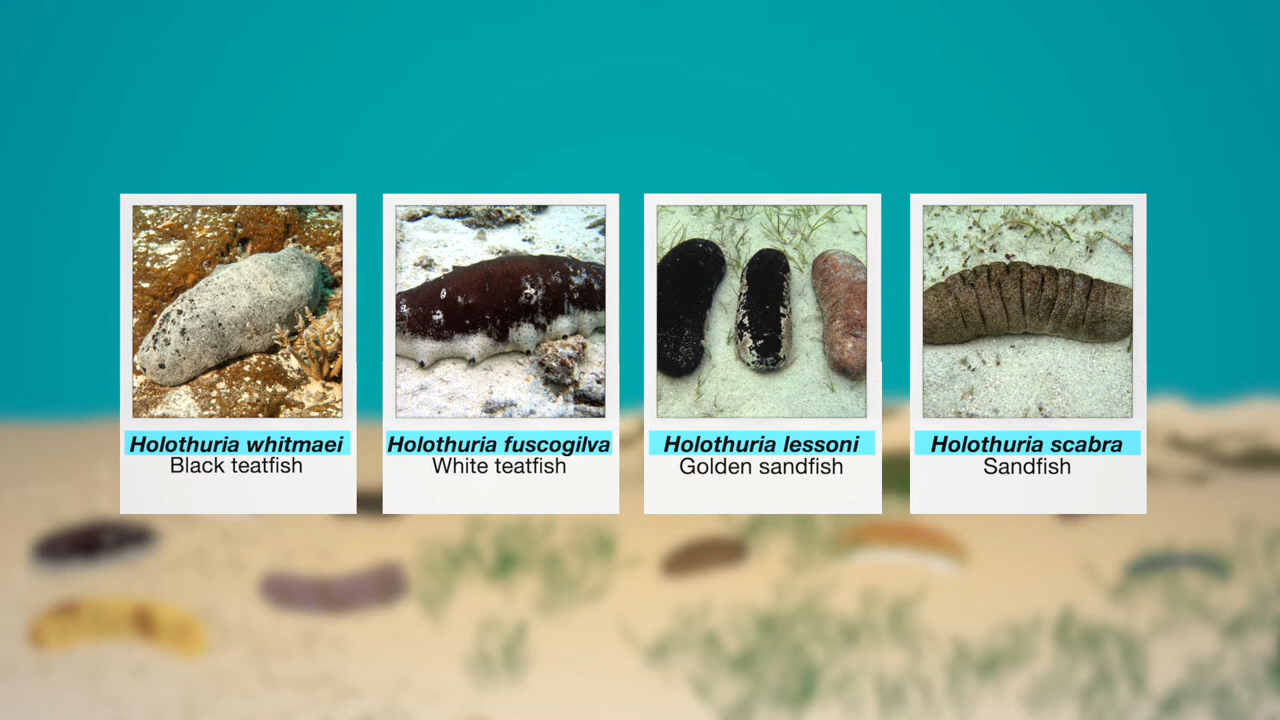 Holothuria whitmaei
Black teatfish
Holothuria fuscogilva
White teatfish
Holothuria lessoni
Golden sandfish
Holothuria scabra
Sandfish